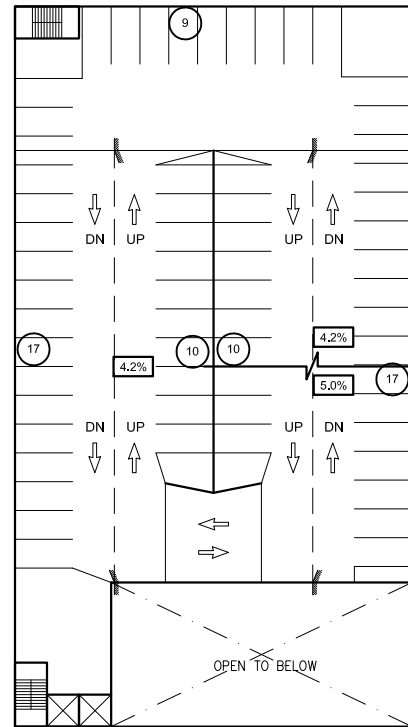 9
DN UP UP DN
4.2%
17 10 10
4.2%
5.0%
17
DN UP UP DN
OPEN TO BELOW